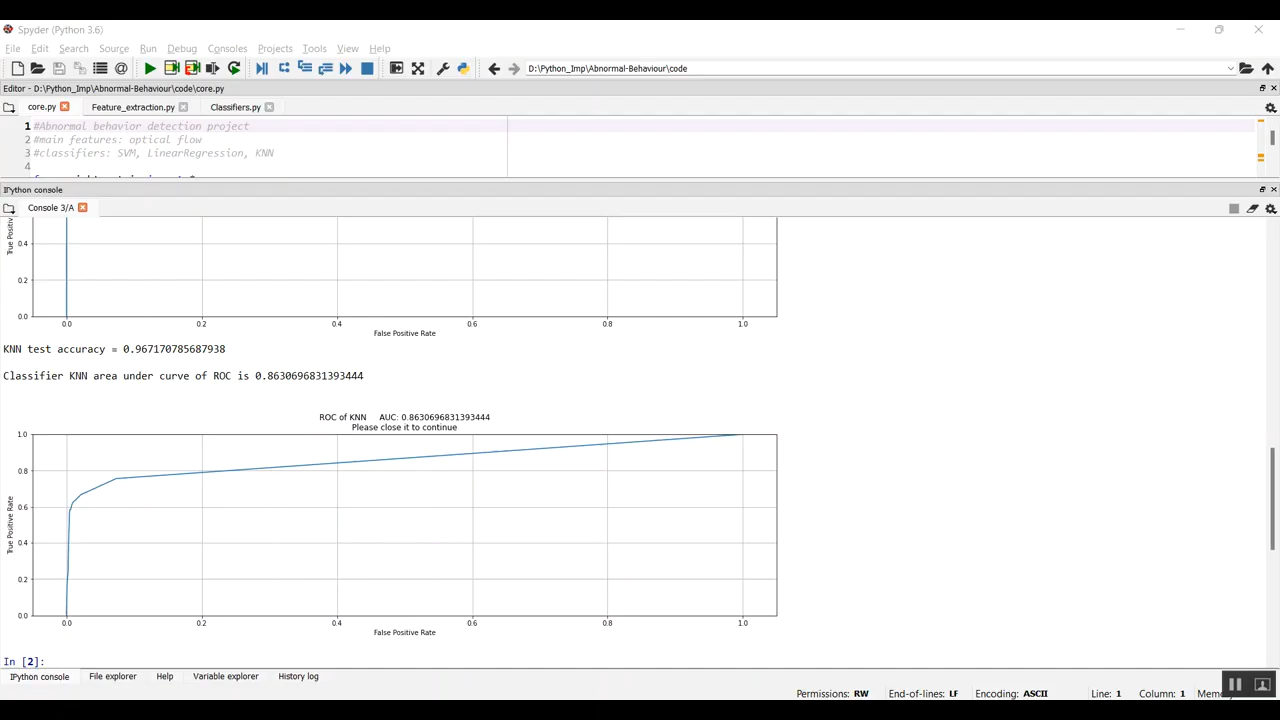 Spyder (Python 3.6)
File Edit Search Source Run Debug Consoles Projects Tools View Help
D:\Python_Imp\Abnormal-Behaviour\code
Editor - D:\Python_Imp\Abnormal-Behaviour\code\core.py
core.py Feature_extraction.py Classifiers.py
1 #Abnormal behavior detection project
2 #main features: optical flow
3 #classifiers: SVM, LinearRegression, KNN
4
IPython console
Console 3/A
True Positiv
0.4
0.2
0.0
0.0 0.2 0.4 0.6 0.8 1.0
False Positive Rate
KNN test accuracy = 0.967170785687938
Classifier KNN area under curve of ROC is 0.8630696831393444
ROC of KNN AUC: 0.8630696831393444
Please close it to continue
1.0
0.8
0.6
0.4
0.2
0.0
True Positive Rate
0.0 0.2 0.4 0.6 0.8 1.0
False Positive Rate
In [2]:
IPython console File explorer Help Variable explorer History log
Permissions: RW End-of-lines: LF Encoding: ASCII Line: 1 Column: 1 Mem